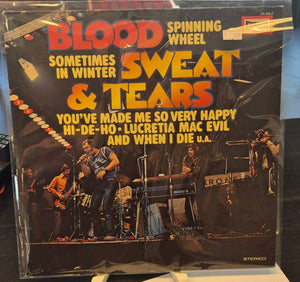 BLOOD
SPINNING
WHEEL
SOMETIMES
IN WINTER
SWEAT
& TEARS
YOU'VE MADE ME SO VERY HAPPY
HI-DE-HO • LUCRETIA MAC EVIL
AND WHEN I DIE U.A.
STEREO